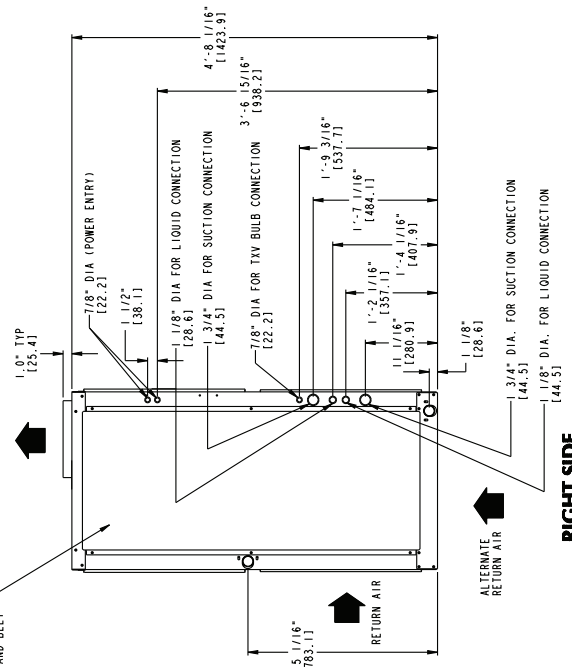 AND BELT
1.0" TYP
[25.4]
7/8" DIA (POWER ENTRY)
[22.2]
1 1/2"
[38.1]
1 1/8" DIA FOR LIQUID CONNECTION
[28.6]
1 3/4" DIA FOR SUCTION CONNECTION
[44.5]
7/8" DIA FOR TXV BULB CONNECTION
[22.2]
4'-8 1/16"
[1423.9]
3'-6 15/16"
[938.2]
1'-9 3/16"
[537.7]
1'-7 1/16"
[484.1]
1'-4 1/16"
[407.9]
1'-2 1/16"
[357.1]
11 1/16"
[280.9]
1 1/8"
[28.6]
1 3/4" DIA. FOR SUCTION CONNECTION
[44.5]
1 1/8" DIA. FOR LIQUID CONNECTION
[44.5]
5 1/16"
783.1]
RETURN AIR
ALTERNATE
RETURN AIR
RIGHT SIDE